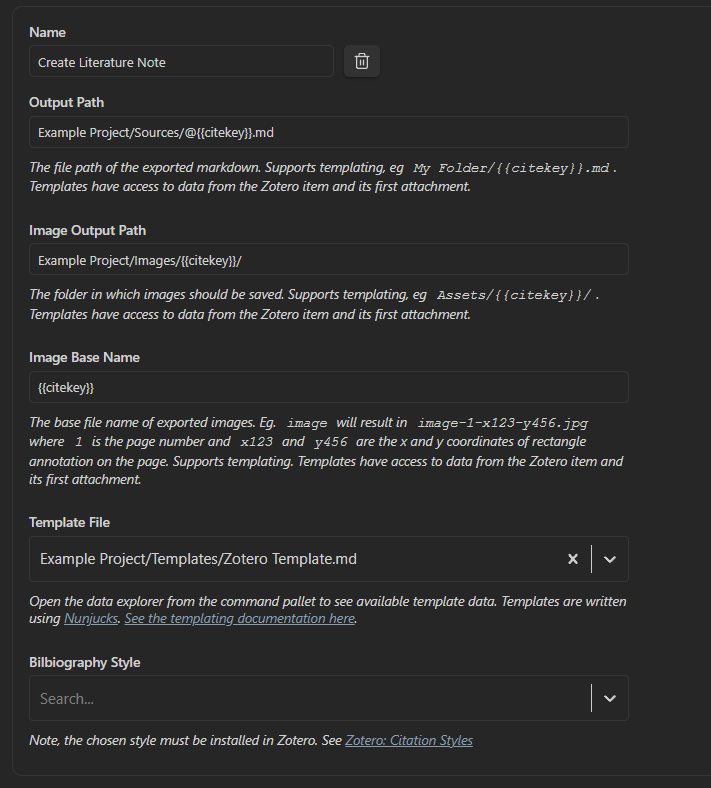 Name
Create Literature Note
Output Path
Example Project/Sources/@{{citekey}}.md
The file path of the exported markdown. Supports templating, eg My Folder/{{citekey}}.md.
Templates have access to data from the Zotero item and its first attachment.
Image Output Path
Example Project/Images/{{citekey}}/
The folder in which images should be saved. Supports templating, eg Assets/{{citekey}}/.
Templates have access to data from the Zotero item and its first attachment.
Image Base Name
{{citekey}}
The base file name of exported images. Eg. image will result in image-1-x123-y456.jpg
where 1 is the page number and x123 and y456 are the x and y coordinates of rectangle
annotation on the page. Supports templating. Templates have access to data from the Zotero item and
its first attachment.
Template File
Example Project/Templates/Zotero Template.md
Open the data explorer from the command pallet to see available template data. Templates are written
using Nunjucks. See the templating documentation here.
Bilbiography Style
Search...
Note, the chosen style must be installed in Zotero. See Zotero: Citation Styles